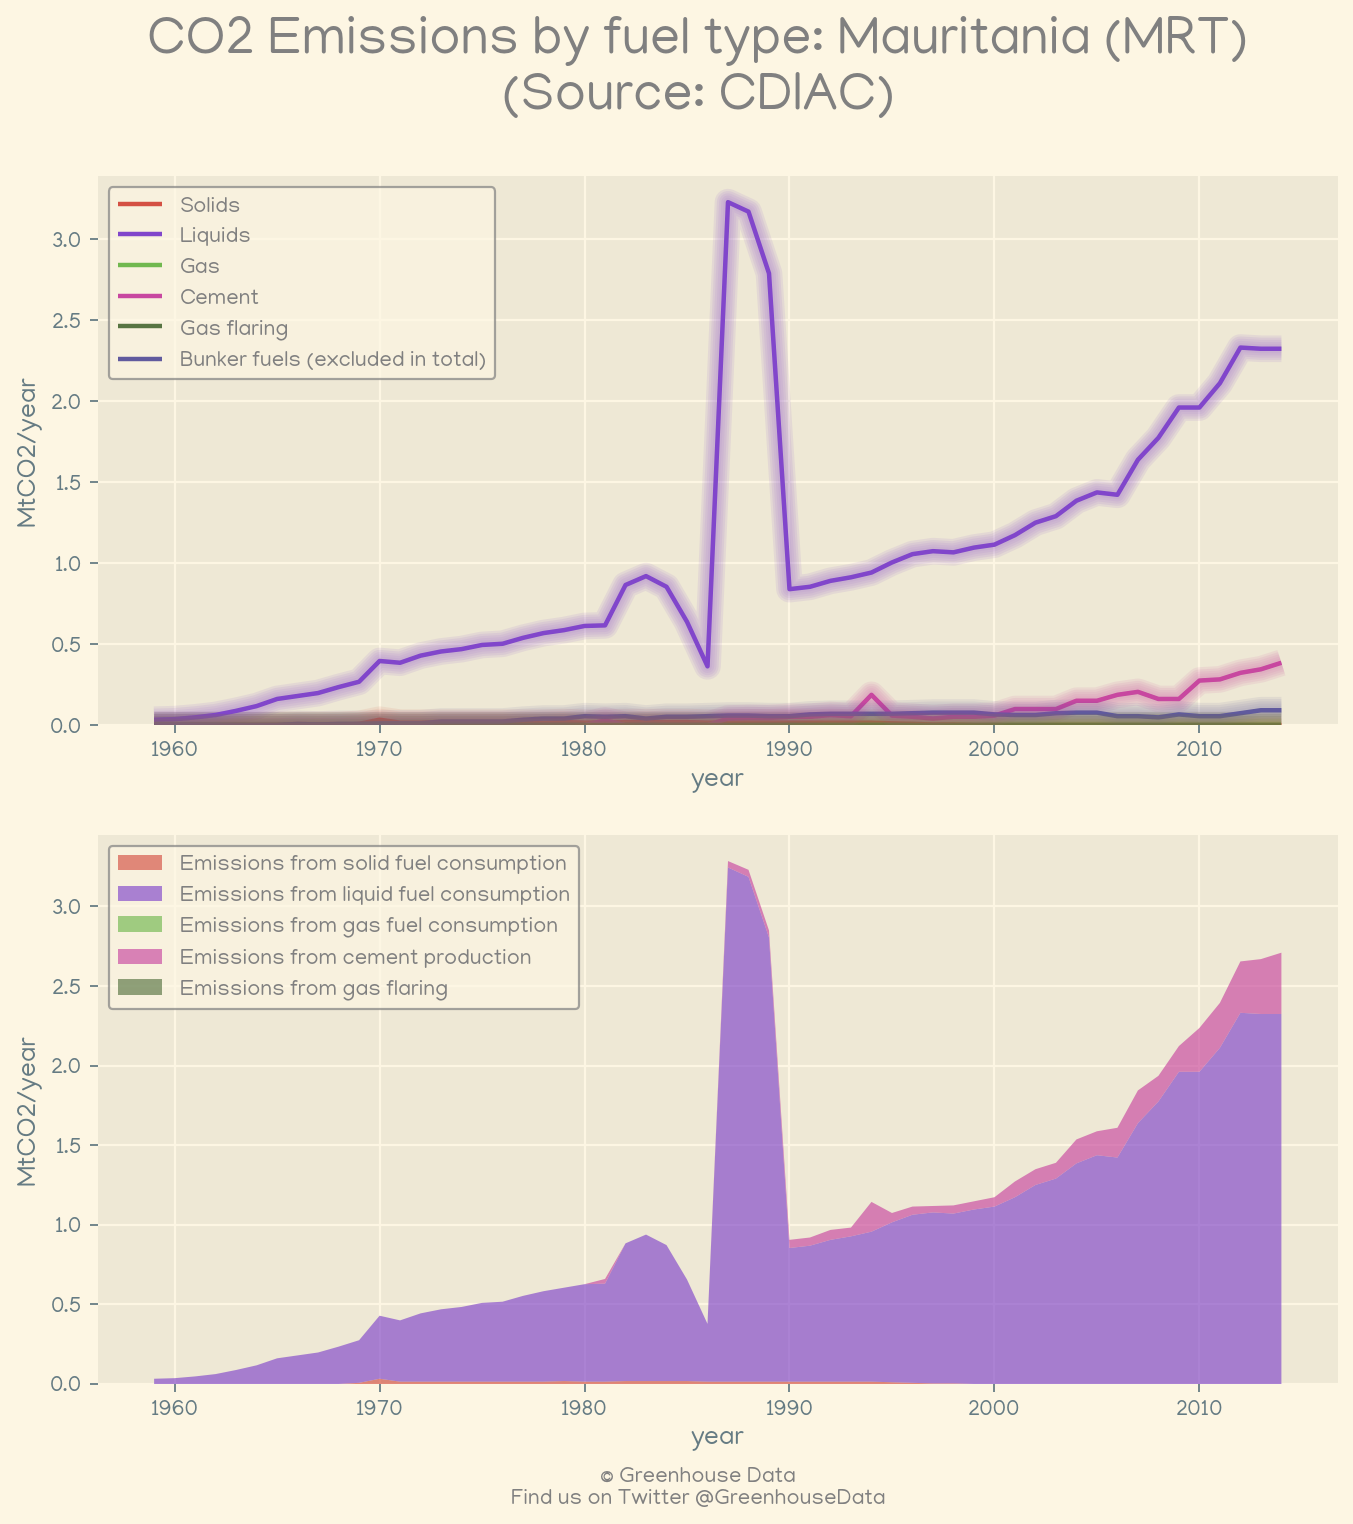 CO2 Emissions by fuel type: Mauritania (MRT)
(Source: CDIAC)
Solids
Liquids
Gas
Cement
Gas flaring
Bunker fuels (excluded in total)
MtCO2/year
3.0
2.5
2.0
1.5
1.0
0.5
0.0
1960
1970
1980
1990
2000
2010
year
Emissions from solid fuel consumption
Emissions from liquid fuel consumption
Emissions from gas fuel consumption
Emissions from cement production
Emissions from gas flaring
MtCO2/year
3.0
2.5
2.0
1.5
1.0
0.5
0.0
1960
1970
1980
1990
2000
2010
year
© Greenhouse Data
Find us on Twitter @GreenhouseData